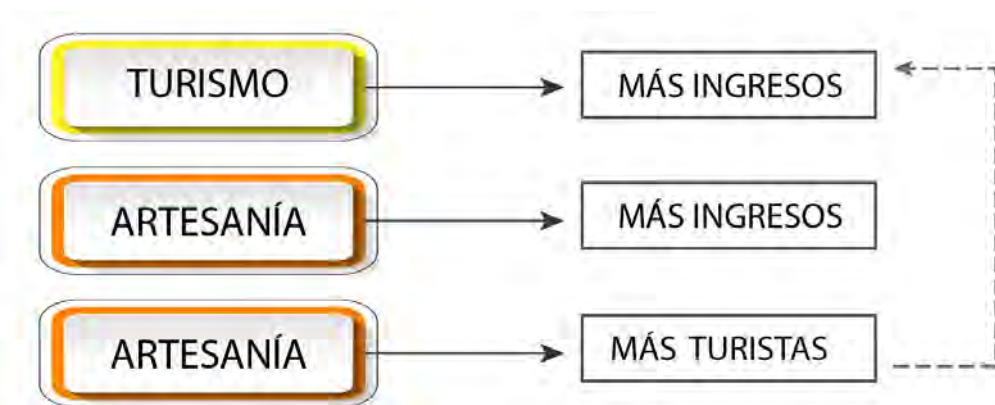 TURISMO
MÁS INGRESOS
ARTESANÍA
MÁS INGRESOS
ARTESANÍA
MÁS TURISTAS